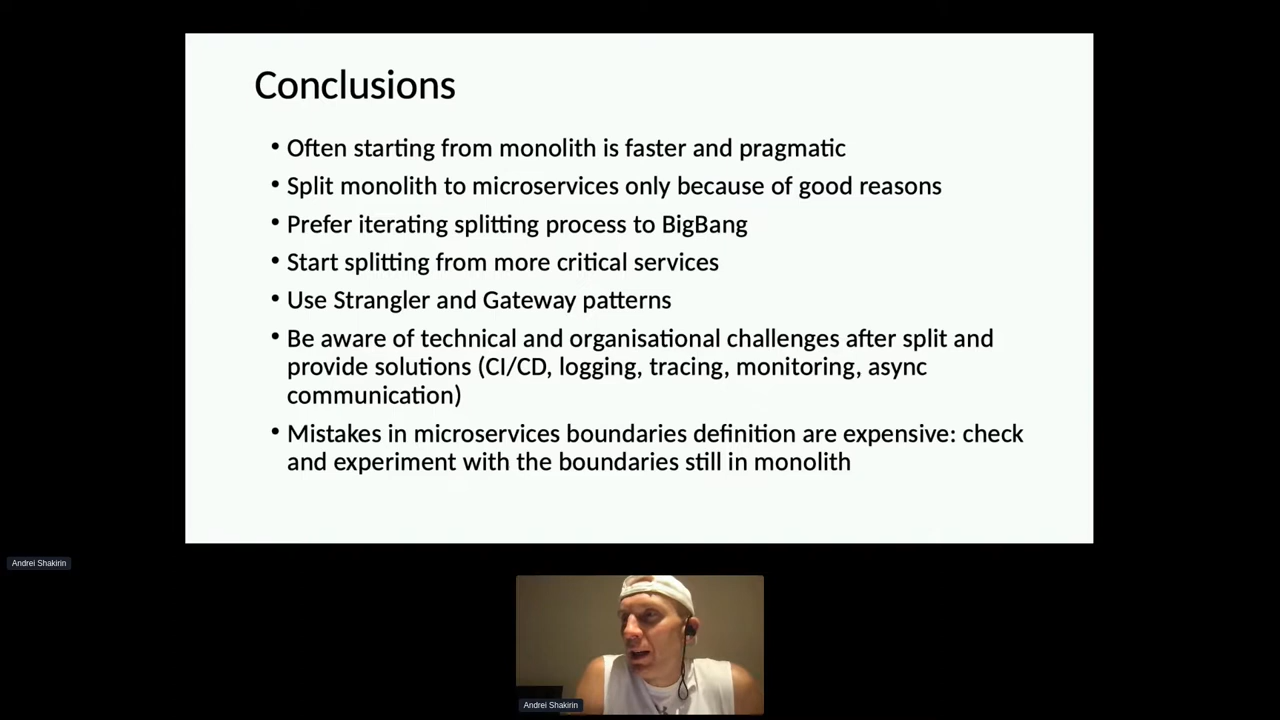 Conclusions
• Often starting from monolith is faster and pragmatic
• Split monolith to microservices only because of good reasons
• Prefer iterating splitting process to BigBang
• Start splitting from more critical services
• Use Strangler and Gateway patterns
• Be aware of technical and organisational challenges after split and
provide solutions (CI/CD, logging, tracing, monitoring, async
communication)
• Mistakes in microservices boundaries definition are expensive: check
and experiment with the boundaries still in monolith
Andrei Shakirin
Andrei Shakirin